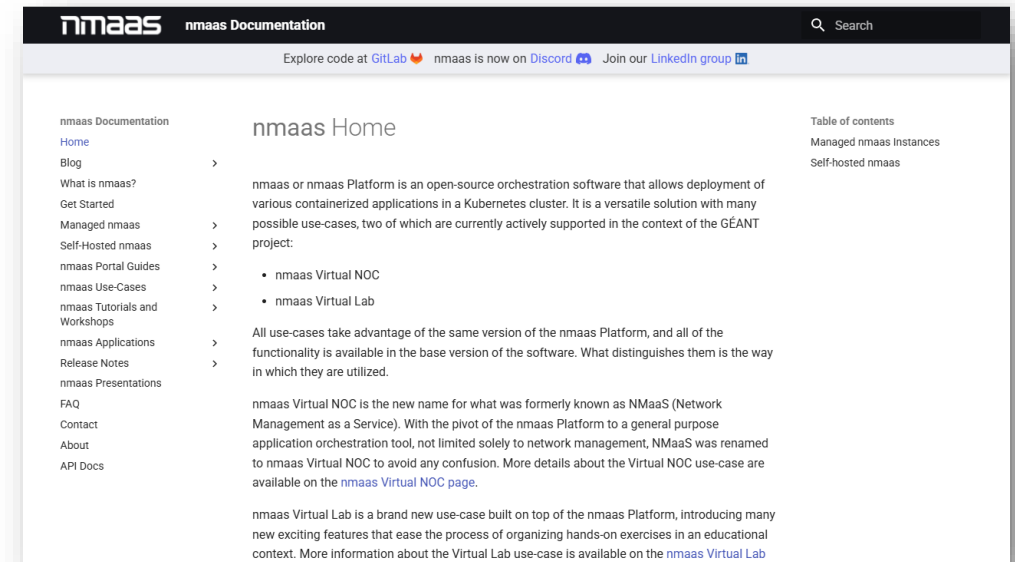 nmaas nmaas Documentation Search
Explore code at GitLab nmaas is now on Discord Join our LinkedIn group
nmaas Documentation
Home
Blog
What is nmaas?
Get Started
Managed nmaas
Self-Hosted nmaas
nmaas Portal Guides
nmaas Use-Cases
nmaas Tutorials and
Workshops
nmaas Applications
Release Notes
nmaas Presentations
FAQ
Contact
About
API Docs
nmaas Home
nmaas or nmaas Platform is an open-source orchestration software that allows deployment of
various containerized applications in a Kubernetes cluster. It is a versatile solution with many
possible use-cases, two of which are currently actively supported in the context of the GÉANT
project:
• nmaas Virtual NOC
• nmaas Virtual Lab
All use-cases take advantage of the same version of the nmaas Platform, and all of the
functionality is available in the base version of the software. What distinguishes them is the way
in which they are utilized.
nmaas Virtual NOC is the new name for what was formerly known as NMaaS (Network
Management as a Service). With the pivot of the nmaas Platform to a general purpose
application orchestration tool, not limited solely to network management, NMaaS was renamed
to nmaas Virtual NOC to avoid any confusion. More details about the Virtual NOC use-case are
available on the nmaas Virtual NOC page.
nmaas Virtual Lab is a brand new use-case built on top of the nmaas Platform, introducing many
new exciting features that ease the process of organizing hands-on exercises in an educational
context. More information about the Virtual Lab use-case is available on the nmaas Virtual Lab
Table of contents
Managed nmaas Instances
Self-hosted nmaas